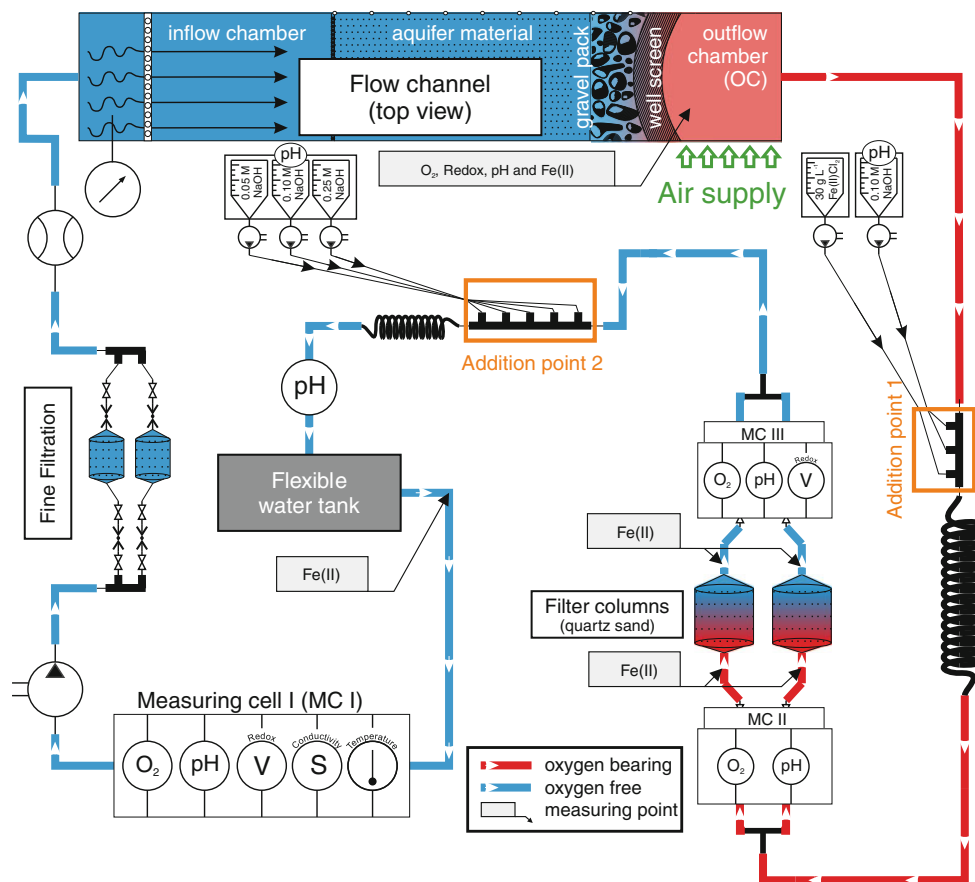 inflow chamber
aquifer material
gravel pack
well screen
outflow
chamber
(OC)
Flow channel
(top view)
O₂, Redox, pH and Fe(II)
Air supply
pH
0.05 M
NaOH
0.10 M
NaOH
0.25 M
NaOH
pH
30 g L⁻¹
Fe(II)Cl₂
0.10 M
NaOH
Addition point 2
Addition point 1
pH
Fine Filtration
Flexible
water tank
Fe(II)
MC III
O₂
pH
Redox
V
Fe(II)
Filter columns
(quartz sand)
Fe(II)
MC II
O₂
pH
Measuring cell I (MC I)
O₂
pH
Redox
V
Conductivity
S
Temperature
oxygen bearing
oxygen free
measuring point